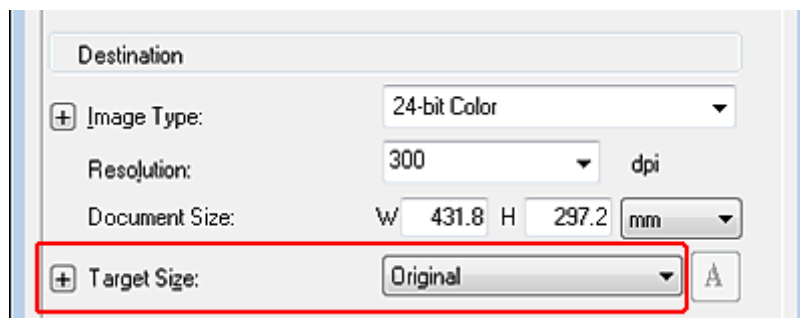 Destination
Image Type: 24-bit Color
Resolution: 300 dpi
Document Size: W 431.8 H 297.2 mm
Target Size: Original A